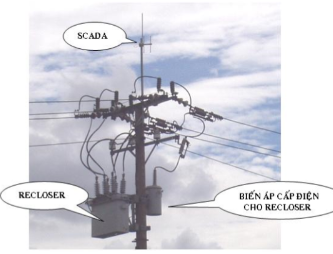 SCADA
RECLOSER
BIẾN ÁP CẤP ĐIỆN
CHO RECLOSER